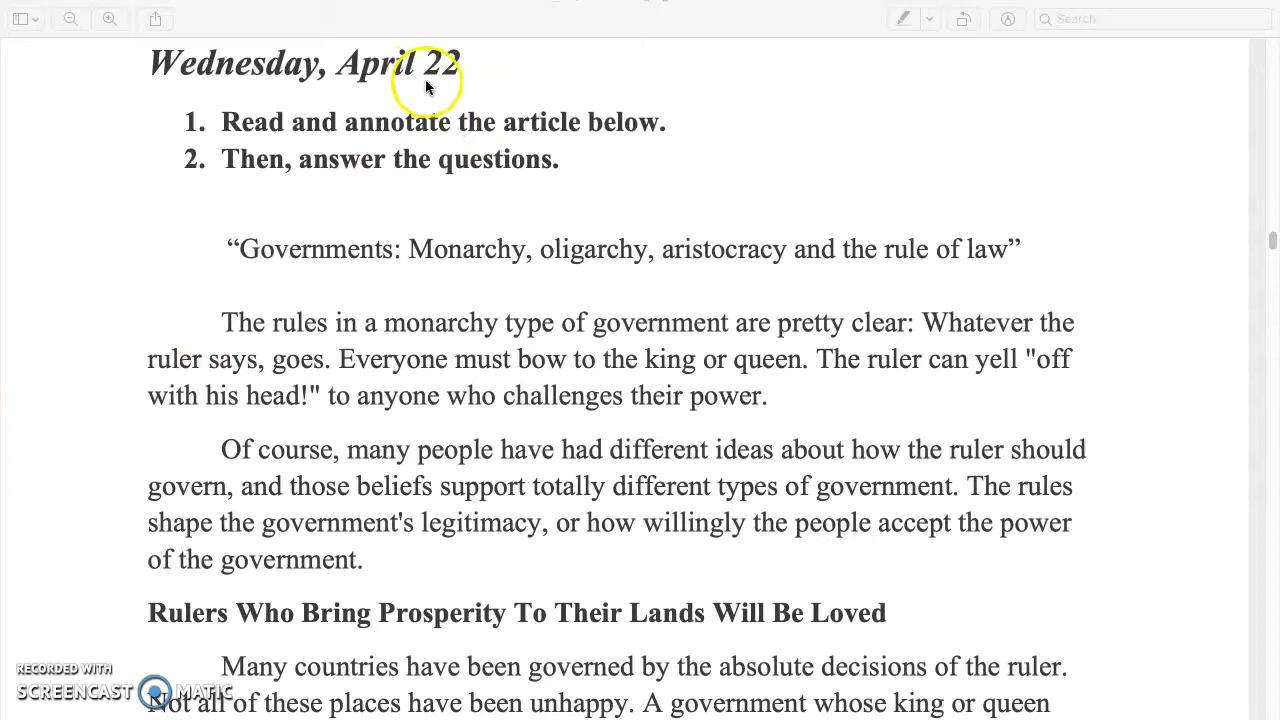 Search
Wednesday, April 22
1. Read and annotate the article below.
2. Then, answer the questions.
“Governments: Monarchy, oligarchy, aristocracy and the rule of law”
The rules in a monarchy type of government are pretty clear: Whatever the
ruler says, goes. Everyone must bow to the king or queen. The ruler can yell "off
with his head!" to anyone who challenges their power.
Of course, many people have had different ideas about how the ruler should
govern, and those beliefs support totally different types of government. The rules
shape the government's legitimacy, or how willingly the people accept the power
of the government.
Rulers Who Bring Prosperity To Their Lands Will Be Loved
Many countries have been governed by the absolute decisions of the ruler.
Not all of these places have been unhappy. A government whose king or queen
RECORDED WITH
SCREENCAST MATIC